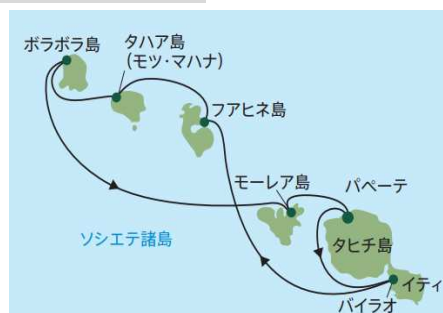 ボラボラ島
タハア島
(モツ・マハナ)
フアヒネ島
モーレア島
パペーテ
ソシエテ諸島
タヒチ島
イティ
バイラオ